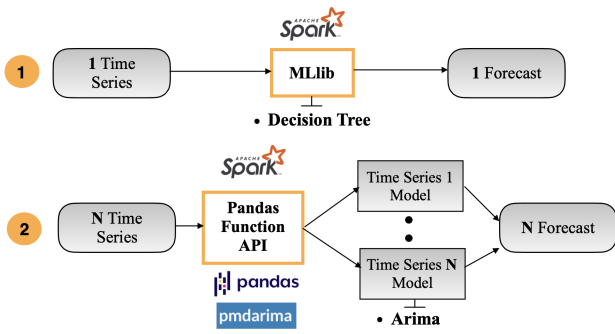 APACHE
Spark
1
1 Time
Series
MLlib
1 Forecast
• Decision Tree
APACHE
Spark
2
N Time
Series
Pandas
Function
API
Time Series 1
Model
Time Series N
Model
N Forecast
pandas
pmdarima
• Arima